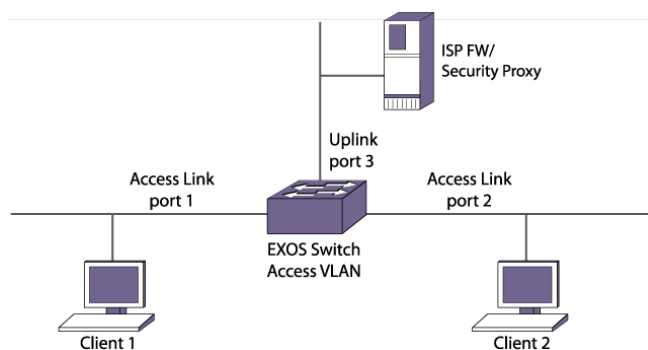 ISP FW/
Security Proxy
Uplink
port 3
Access Link
port 1
Access Link
port 2
EXOS Switch
Access VLAN
Client 1
Client 2